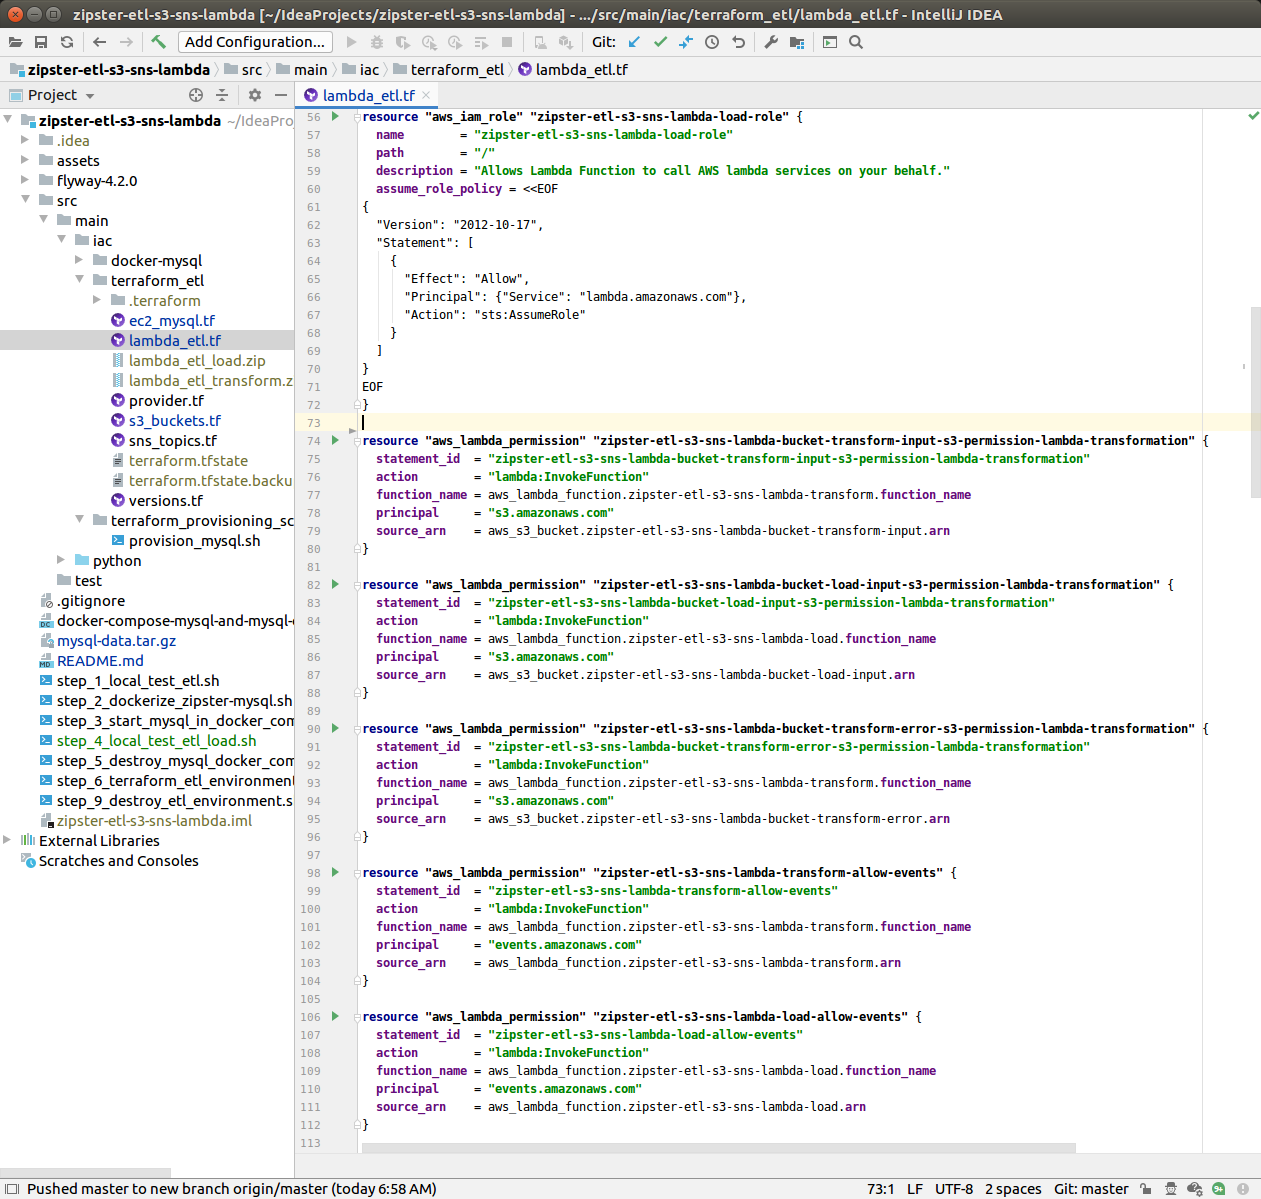 zipster-etl-s3-sns-lambda [~/IdeaProjects/zipster-etl-s3-sns-lambda] - .../src/main/iac/terraform_etl/lambda_etl.tf - IntelliJ IDEA
Add Configuration... Git:
zipster-etl-s3-sns-lambda src main iac terraform_etl lambda_etl.tf
Project
lambda_etl.tf
zipster-etl-s3-sns-lambda ~/IdeaProj
.idea
assets
flyway-4.2.0
src
main
iac
docker-mysql
terraform_etl
.terraform
ec2_mysql.tf
lambda_etl.tf
lambda_etl_load.zip
lambda_etl_transform.z
provider.tf
s3_buckets.tf
sns_topics.tf
terraform.tfstate
terraform.tfstate.backu
versions.tf
terraform_provisioning_sc
provision_mysql.sh
python
test
.gitignore
docker-compose-mysql-and-mysql-
mysql-data.tar.gz
README.md
step_1_local_test_etl.sh
step_2_dockerize_zipster-mysql.sh
step_3_start_mysql_in_docker_com
step_4_local_test_etl_load.sh
step_5_destroy_mysql_docker_com
step_6_terraform_etl_environment
step_9_destroy_etl_environment.s
zipster-etl-s3-sns-lambda.iml
External Libraries
Scratches and Consoles
56 resource "aws_iam_role" "zipster-etl-s3-sns-lambda-load-role" {
57 name = "zipster-etl-s3-sns-lambda-load-role"
58 path = "/"
59 description = "Allows Lambda Function to call AWS lambda services on your behalf."
60 assume_role_policy = <<EOF
61 {
62 "Version": "2012-10-17",
63 "Statement": [
64 {
65 "Effect": "Allow",
66 "Principal": {"Service": "lambda.amazonaws.com"},
67 "Action": "sts:AssumeRole"
68 }
69 ]
70 }
71 EOF
72 }
73
74 resource "aws_lambda_permission" "zipster-etl-s3-sns-lambda-bucket-transform-input-s3-permission-lambda-transformation" {
75 statement_id = "zipster-etl-s3-sns-lambda-bucket-transform-input-s3-permission-lambda-transformation"
76 action = "lambda:InvokeFunction"
77 function_name = aws_lambda_function.zipster-etl-s3-sns-lambda-transform.function_name
78 principal = "s3.amazonaws.com"
79 source_arn = aws_s3_bucket.zipster-etl-s3-sns-lambda-bucket-transform-input.arn
80 }
81
82 resource "aws_lambda_permission" "zipster-etl-s3-sns-lambda-bucket-load-input-s3-permission-lambda-transformation" {
83 statement_id = "zipster-etl-s3-sns-lambda-bucket-load-input-s3-permission-lambda-transformation"
84 action = "lambda:InvokeFunction"
85 function_name = aws_lambda_function.zipster-etl-s3-sns-lambda-load.function_name
86 principal = "s3.amazonaws.com"
87 source_arn = aws_s3_bucket.zipster-etl-s3-sns-lambda-bucket-load-input.arn
88 }
89
90 resource "aws_lambda_permission" "zipster-etl-s3-sns-lambda-bucket-transform-error-s3-permission-lambda-transformation" {
91 statement_id = "zipster-etl-s3-sns-lambda-bucket-transform-error-s3-permission-lambda-transformation"
92 action = "lambda:InvokeFunction"
93 function_name = aws_lambda_function.zipster-etl-s3-sns-lambda-transform.function_name
94 principal = "s3.amazonaws.com"
95 source_arn = aws_s3_bucket.zipster-etl-s3-sns-lambda-bucket-transform-error.arn
96 }
97
98 resource "aws_lambda_permission" "zipster-etl-s3-sns-lambda-transform-allow-events" {
99 statement_id = "zipster-etl-s3-sns-lambda-transform-allow-events"
100 action = "lambda:InvokeFunction"
101 function_name = aws_lambda_function.zipster-etl-s3-sns-lambda-transform.function_name
102 principal = "events.amazonaws.com"
103 source_arn = aws_lambda_function.zipster-etl-s3-sns-lambda-transform.arn
104 }
105
106 resource "aws_lambda_permission" "zipster-etl-s3-sns-lambda-load-allow-events" {
107 statement_id = "zipster-etl-s3-sns-lambda-load-allow-events"
108 action = "lambda:InvokeFunction"
109 function_name = aws_lambda_function.zipster-etl-s3-sns-lambda-load.function_name
110 principal = "events.amazonaws.com"
111 source_arn = aws_lambda_function.zipster-etl-s3-sns-lambda-load.arn
112 }
113
Pushed master to new branch origin/master (today 6:58 AM) 73:1 LF UTF-8 2 spaces Git: master